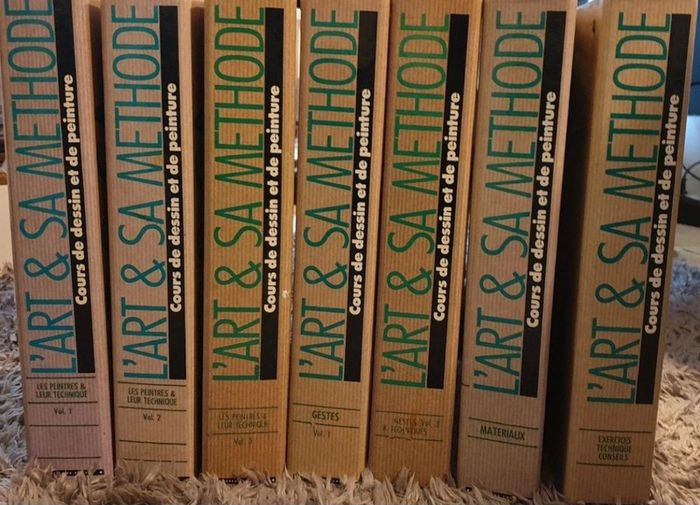 L'ART & SA METHODE
Cours de dessin et de peinture
LES PEINTRES &
LEUR TECHNIQUE
Vol. 1
L'ART & SA METHODE
Cours de dessin et de peinture
LES PEINTRES &
LEUR TECHNIQUE
Vol. 2
L'ART & SA METHODE
Cours de dessin et de peinture
LES PEINTRES &
LEUR TECHNIQUE
Vol. 3
L'ART & SA METHODE
Cours de dessin et de peinture
GESTES
Vol. 1
L'ART & SA METHODE
Cours de dessin et de peinture
GESTES Vol. 2
& TECHNIQUES
L'ART & SA METHODE
Cours de dessin et de peinture
MATERIAUX
L'ART & SA METHODE
Cours de dessin et de peinture
EXERCICES
TECHNIQUE
CONSEILS